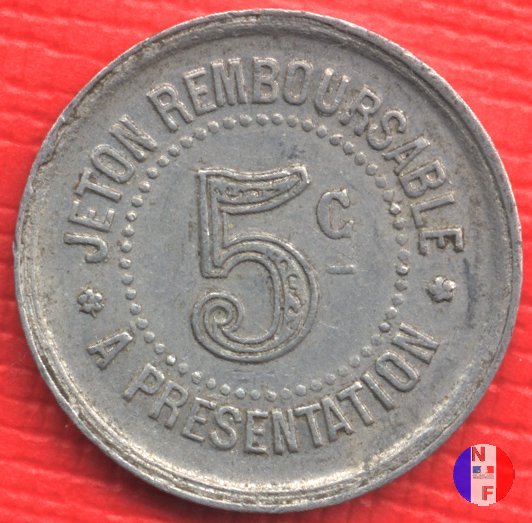 JETON REMBOURSABLE
5 C
A PRESENTATION
N
F